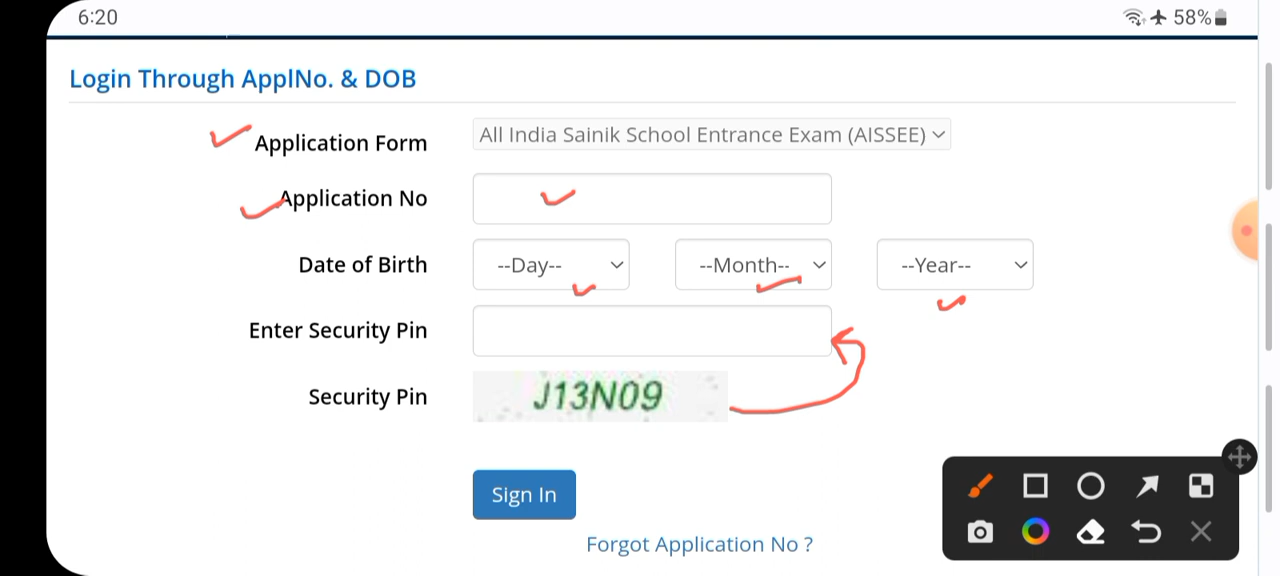 6:20
58%
Login Through ApplNo. & DOB
Application Form
All India Sainik School Entrance Exam (AISSEE)
Application No
Date of Birth
--Day--
--Month--
--Year--
Enter Security Pin
Security Pin
J13N09
Sign In
Forgot Application No ?